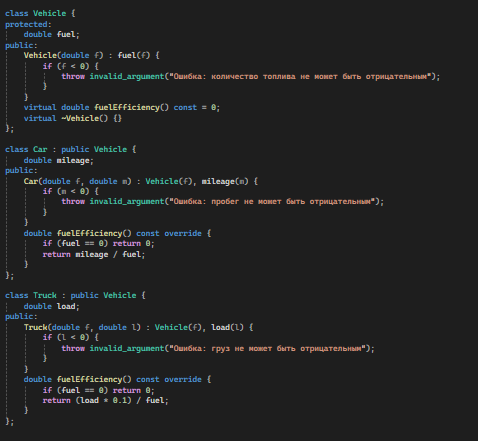 class Vehicle {
protected:
    double fuel;
public:
    Vehicle(double f) : fuel(f) {
        if (f < 0) {
            throw invalid_argument("Ошибка: количество топлива не может быть отрицательным");
        }
    }
    virtual double fuelEfficiency() const = 0;
    virtual ~Vehicle() {}
};

class Car : public Vehicle {
    double mileage;
public:
    Car(double f, double m) : Vehicle(f), mileage(m) {
        if (m < 0) {
            throw invalid_argument("Ошибка: пробег не может быть отрицательным");
        }
    }
    double fuelEfficiency() const override {
        if (fuel == 0) return 0;
        return mileage / fuel;
    }
};

class Truck : public Vehicle {
    double load;
public:
    Truck(double f, double l) : Vehicle(f), load(l) {
        if (l < 0) {
            throw invalid_argument("Ошибка: груз не может быть отрицательным");
        }
    }
    double fuelEfficiency() const override {
        if (fuel == 0) return 0;
        return (load * 0.1) / fuel;
    }
};